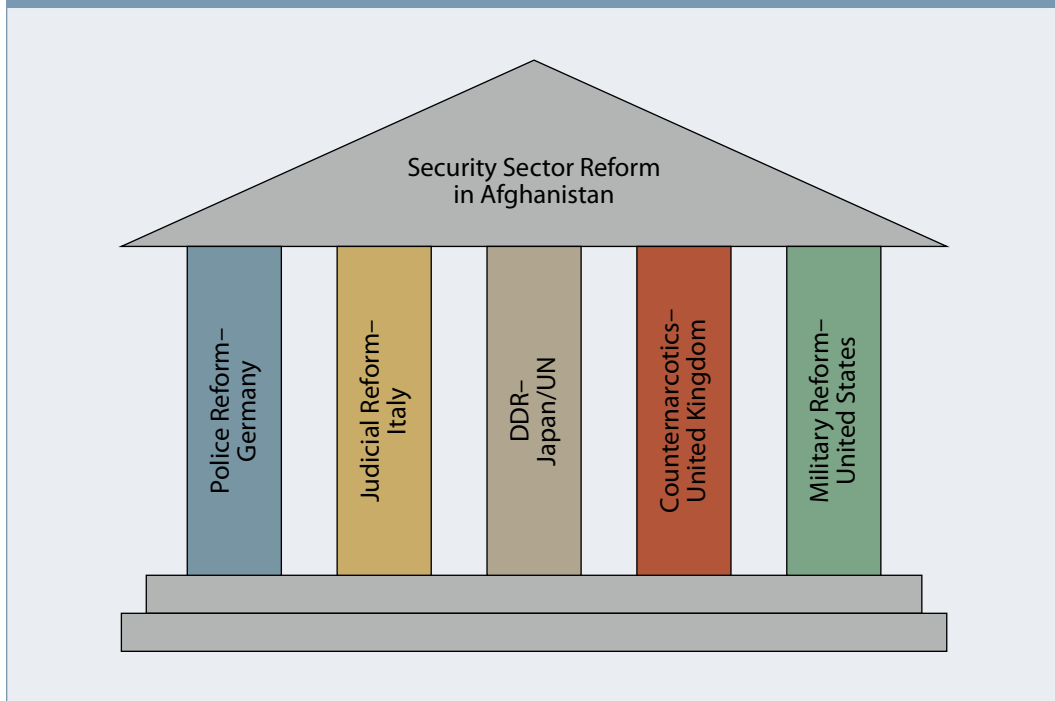 Security Sector Reform
in Afghanistan
Police Reform–
Germany
Judicial Reform–
Italy
DDR–
Japan/UN
Counternarcotics–
United Kingdom
Military Reform–
United States